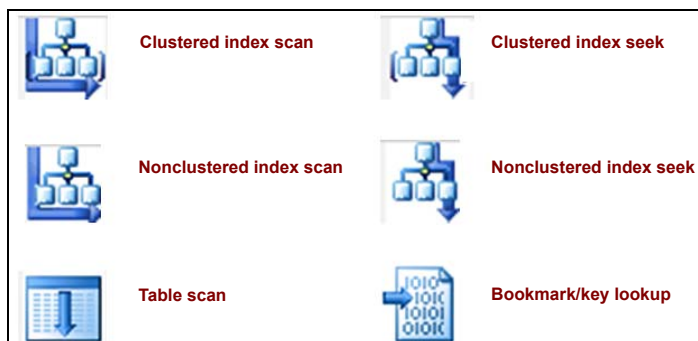 Clustered index scan
Clustered index seek
Nonclustered index scan
Nonclustered index seek
Table scan
Bookmark/key lookup